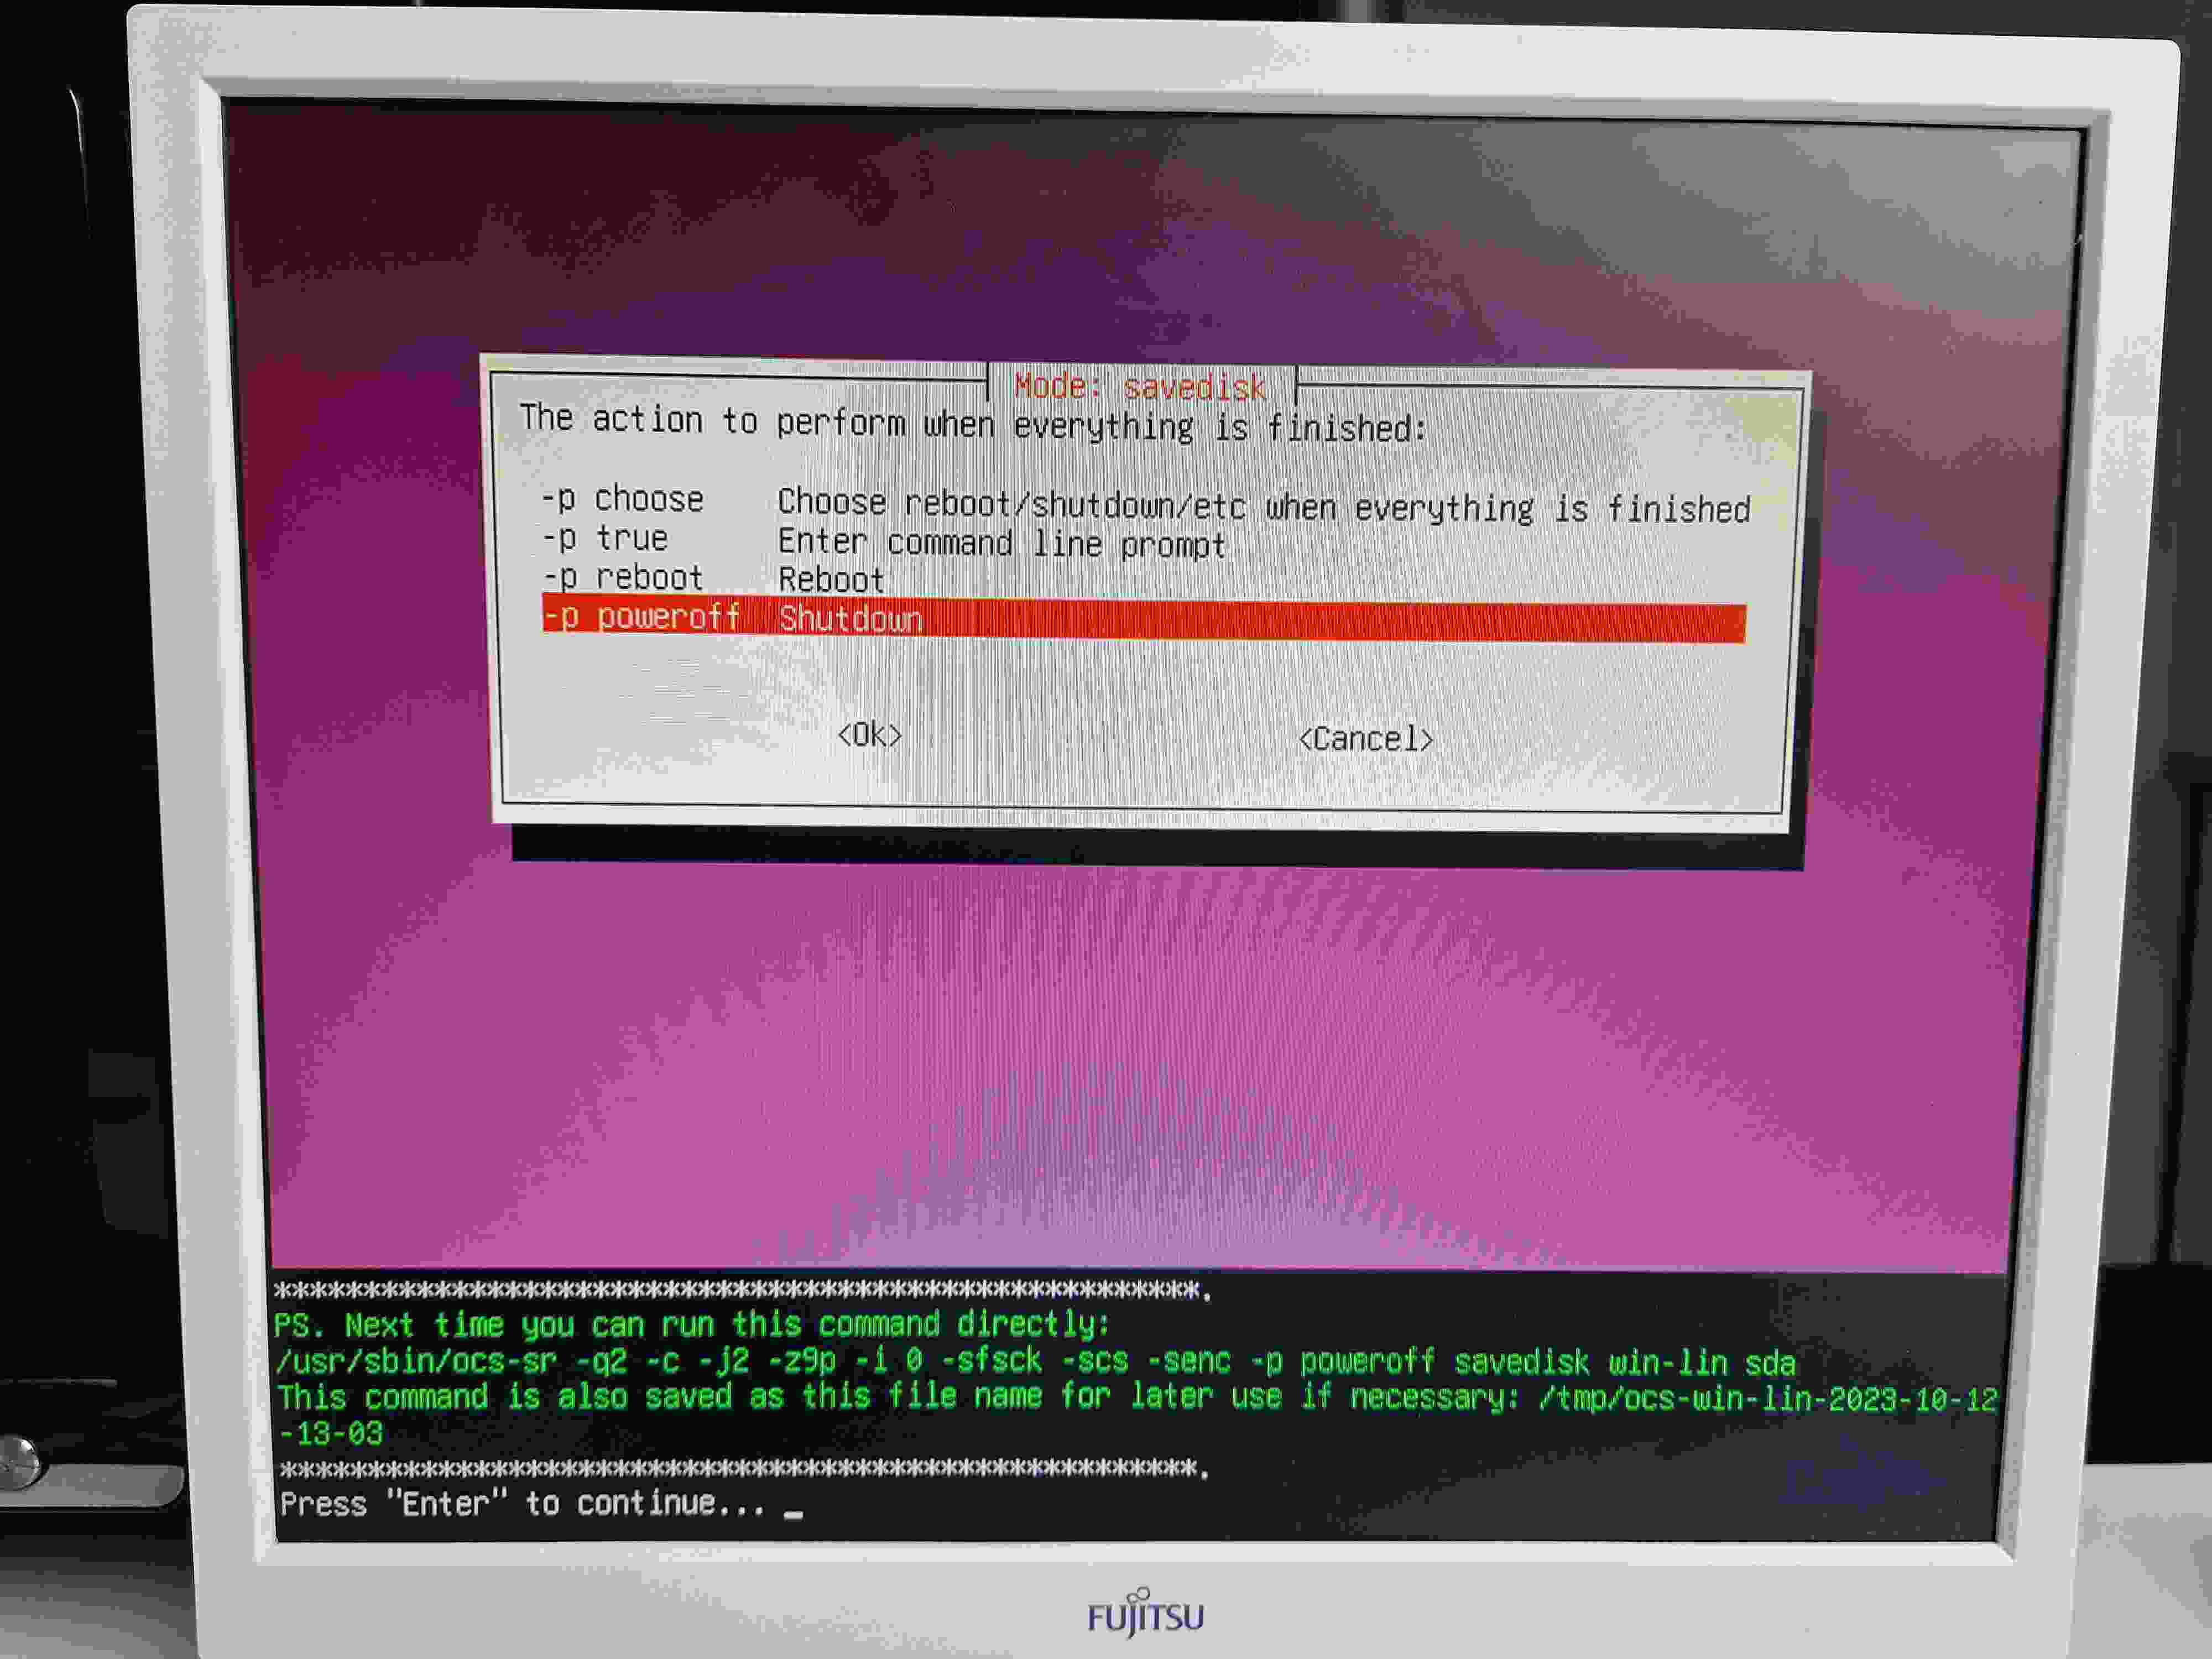 Mode: savedisk
The action to perform when everything is finished:
-p choose Choose reboot/shutdown/etc when everything is finished
-p true Enter command line prompt
-p reboot Reboot
-p poweroff Shutdown
<Ok> <Cancel>
*****************************************************.
PS. Next time you can run this command directly:
/usr/sbin/ocs-sr -q2 -c -j2 -z9p -i 0 -sfsck -scs -senc -p poweroff savedisk win-lin sda
This command is also saved as this file name for later use if necessary: /tmp/ocs-win-lin-2023-10-12
-13-03
*****************************************************.
Press "Enter" to continue... _
FUJITSU